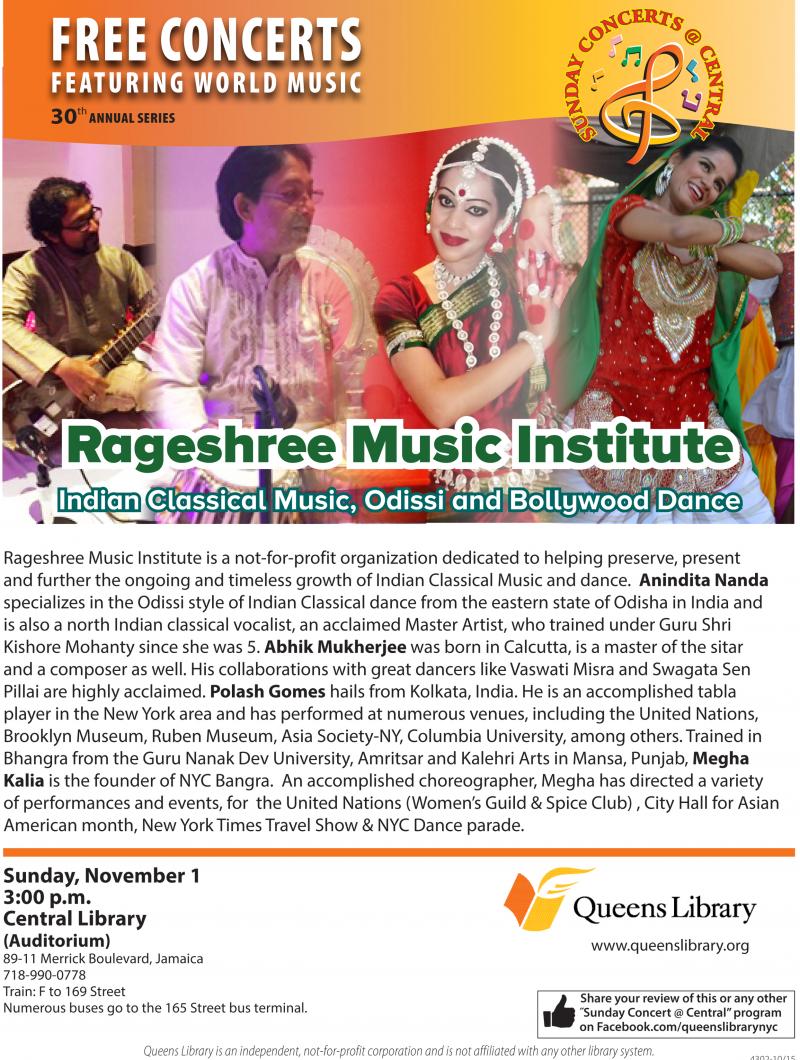 FREE CONCERTS
FEATURING WORLD MUSIC
30th ANNUAL SERIES
SUNDAY CONCERTS @ CENTRAL
Rageshree Music Institute
Indian Classical Music, Odissi and Bollywood Dance
Rageshree Music Institute is a not-for-profit organization dedicated to helping preserve, present
and further the ongoing and timeless growth of Indian Classical Music and dance.  Anindita Nanda
specializes in the Odissi style of Indian Classical dance from the eastern state of Odisha in India and
is also a north Indian classical vocalist, an acclaimed Master Artist, who trained under Guru Shri
Kishore Mohanty since she was 5. Abhik Mukherjee was born in Calcutta, is a master of the sitar
and a composer as well. His collaborations with great dancers like Vaswati Misra and Swagata Sen
Pillai are highly acclaimed. Polash Gomes hails from Kolkata, India. He is an accomplished tabla
player in the New York area and has performed at numerous venues, including the United Nations,
Brooklyn Museum, Ruben Museum, Asia Society-NY, Columbia University, among others. Trained in
Bhangra from the Guru Nanak Dev University, Amritsar and Kalehri Arts in Mansa, Punjab, Megha
Kalia is the founder of NYC Bangra.  An accomplished choreographer, Megha has directed a variety
of performances and events, for  the United Nations (Women's Guild & Spice Club) , City Hall for Asian
American month, New York Times Travel Show & NYC Dance parade.
Sunday, November 1
3:00 p.m.
Central Library
(Auditorium)
89-11 Merrick Boulevard, Jamaica
718-990-0778
Train: F to 169 Street
Numerous buses go to the 165 Street bus terminal.
Queens Library
www.queenslibrary.org
Share your review of this or any other
"Sunday Concert @ Central" program
on Facebook.com/queenslibrarynyc
Queens Library is an independent, not-for-profit corporation and is not affiliated with any other library system.
4302-10/15